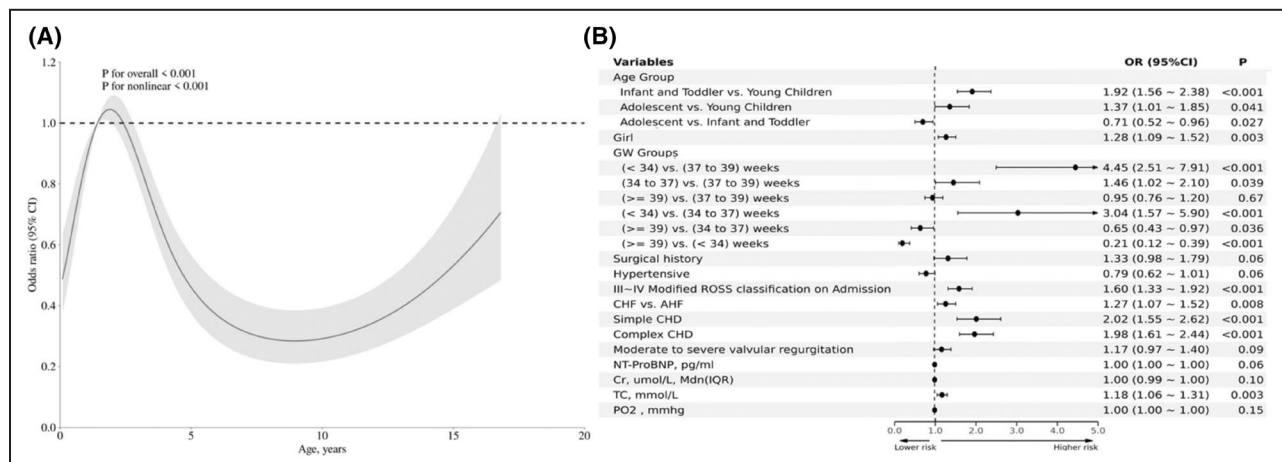 (A)
1.2
P for overall < 0.001
P for nonlinear < 0.001
1.0
0.8
0.6
0.4
0.2
0.0
Odds ratio (95% CI)
0 5 10 15 20
Age, years
(B)
Variables OR (95%CI) P
Age Group
Infant and Toddler vs. Young Children 1.92 (1.56 ~ 2.38) <0.001
Adolescent vs. Young Children 1.37 (1.01 ~ 1.85) 0.041
Adolescent vs. Infant and Toddler 0.71 (0.52 ~ 0.96) 0.027
Girl 1.28 (1.09 ~ 1.52) 0.003
GW Groups
(< 34) vs. (37 to 39) weeks 4.45 (2.51 ~ 7.91) <0.001
(34 to 37) vs. (37 to 39) weeks 1.46 (1.02 ~ 2.10) 0.039
(>= 39) vs. (37 to 39) weeks 0.95 (0.76 ~ 1.20) 0.67
(< 34) vs. (34 to 37) weeks 3.04 (1.57 ~ 5.90) <0.001
(>= 39) vs. (34 to 37) weeks 0.65 (0.43 ~ 0.97) 0.036
(>= 39) vs. (< 34) weeks 0.21 (0.12 ~ 0.39) <0.001
Surgical history 1.33 (0.98 ~ 1.79) 0.06
Hypertensive 0.79 (0.62 ~ 1.01) 0.06
III~IV Modified ROSS classification on Admission 1.60 (1.33 ~ 1.92) <0.001
CHF vs. AHF 1.27 (1.07 ~ 1.52) 0.008
Simple CHD 2.02 (1.55 ~ 2.62) <0.001
Complex CHD 1.98 (1.61 ~ 2.44) <0.001
Moderate to severe valvular regurgitation 1.17 (0.97 ~ 1.40) 0.09
NT-ProBNP, pg/ml 1.00 (1.00 ~ 1.00) 0.06
Cr, umol/L, Mdn(IQR) 1.00 (0.99 ~ 1.00) 0.10
TC, mmol/L 1.18 (1.06 ~ 1.31) 0.003
PO2 , mmhg 1.00 (1.00 ~ 1.00) 0.15
0.0 1.0 2.0 3.0 4.0 5.0
Lower risk Higher risk